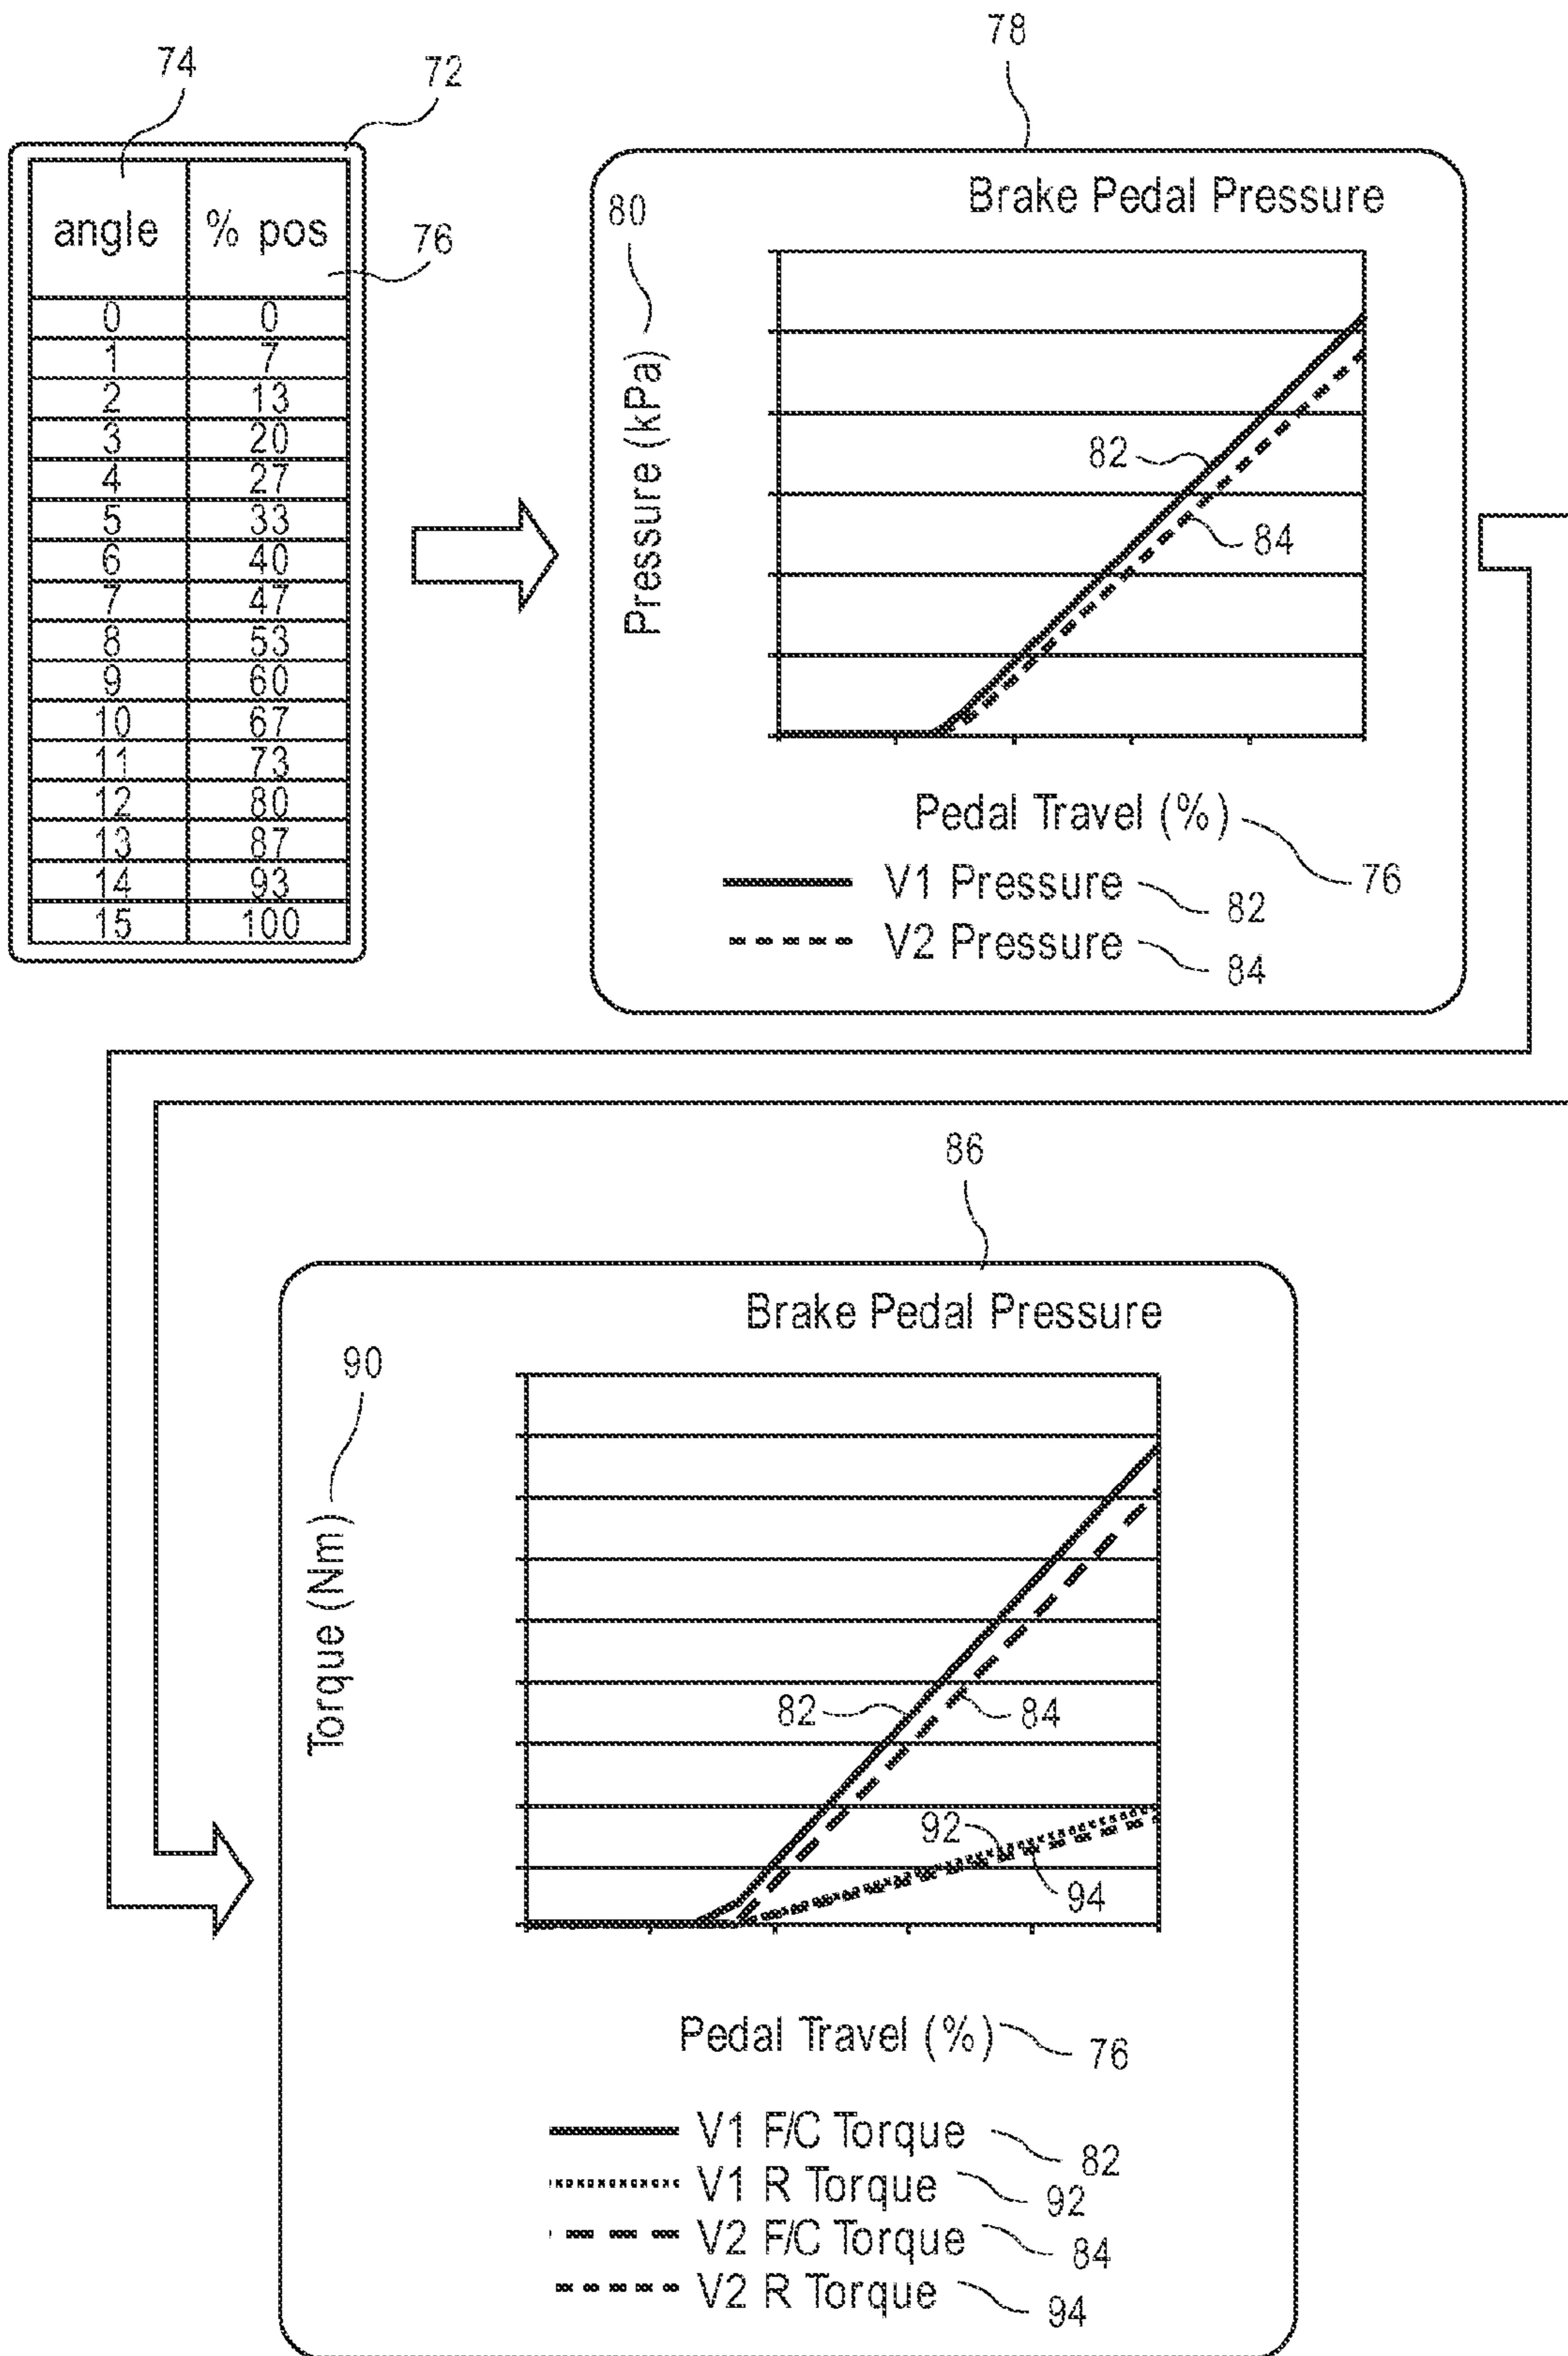 74
72
angle % pos
76
0 0
1 7
2 13
3 20
4 27
5 33
6 40
7 47
8 53
9 60
10 67
11 73
12 80
13 87
14 93
15 100
78
Brake Pedal Pressure
80
Pressure (kPa)
82
84
Pedal Travel (%)
76
V1 Pressure 82
V2 Pressure 84
86
Brake Pedal Pressure
90
Torque (Nm)
82
84
92
94
Pedal Travel (%) 76
V1 F/C Torque 82
V1 R Torque 92
V2 F/C Torque 84
V2 R Torque 94